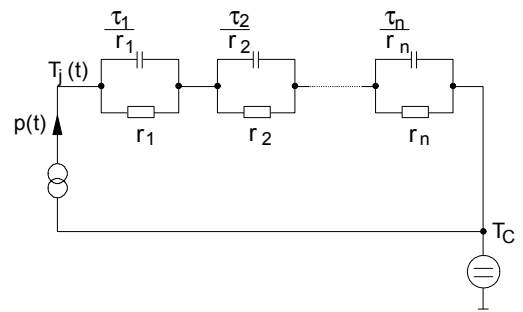 τ1 τ2 τn
r1 r2 rn
Tj (t)
r1 r2 rn
p(t)
TC